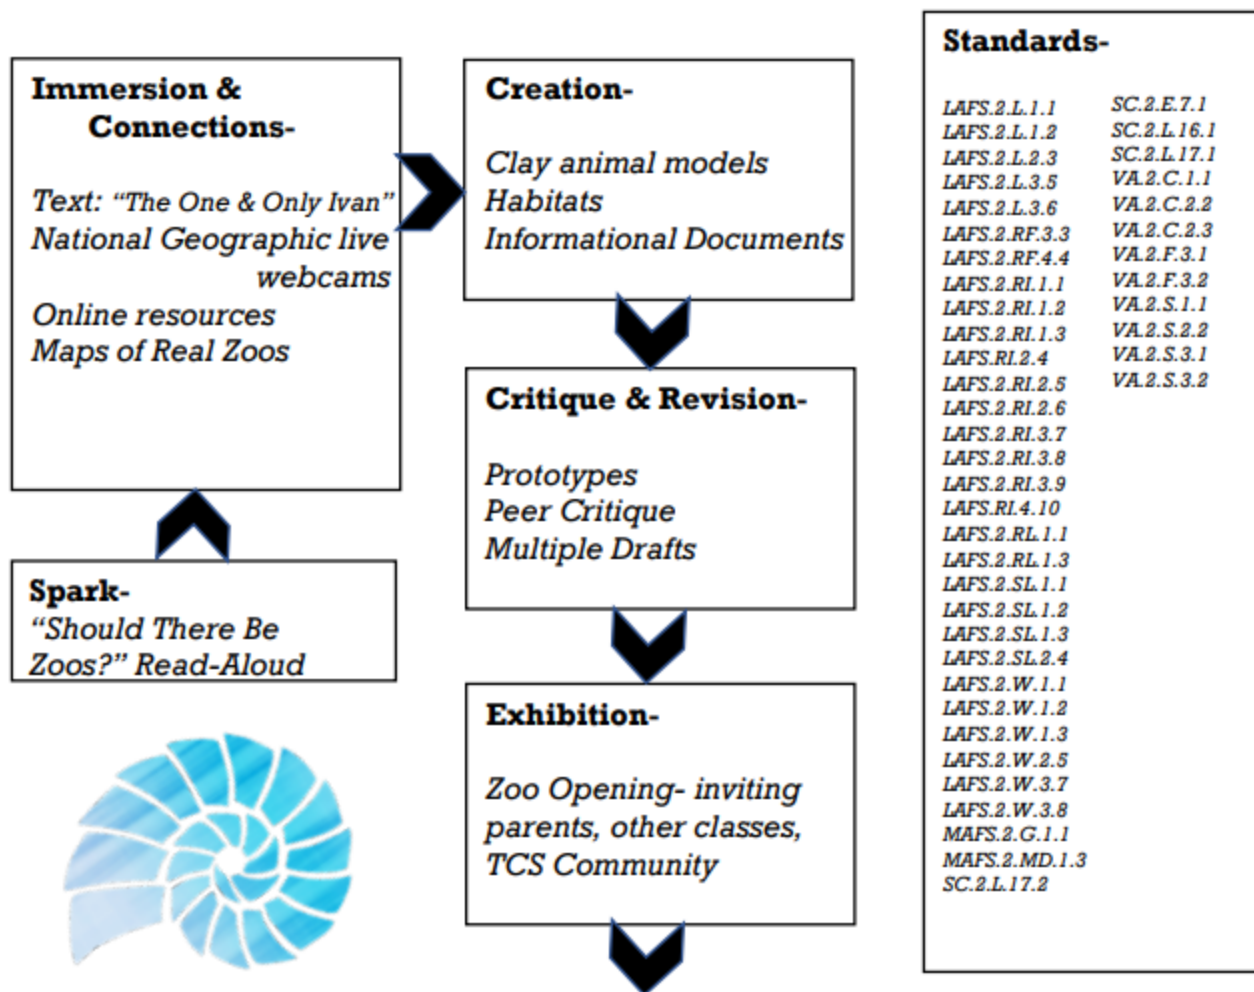 Immersion &
Connections-
Text: “The One & Only Ivan”
National Geographic live
webcams
Online resources
Maps of Real Zoos
Spark-
“Should There Be
Zoos?” Read-Aloud
Creation-
Clay animal models
Habitats
Informational Documents
Critique & Revision-
Prototypes
Peer Critique
Multiple Drafts
Exhibition-
Zoo Opening- inviting
parents, other classes,
TCS Community
Standards-
LAFS.2.L.1.1
LAFS.2.L.1.2
LAFS.2.L.2.3
LAFS.2.L.3.5
LAFS.2.L.3.6
LAFS.2.RF.3.3
LAFS.2.RF.4.4
LAFS.2.RI.1.1
LAFS.2.RI.1.2
LAFS.2.RI.1.3
LAFS.RI.2.4
LAFS.2.RI.2.5
LAFS.2.RI.2.6
LAFS.2.RI.3.7
LAFS.2.RI.3.8
LAFS.2.RI.3.9
LAFS.RI.4.10
LAFS.2.RL.1.1
LAFS.2.RL.1.3
LAFS.2.SL.1.1
LAFS.2.SL.1.2
LAFS.2.SL.1.3
LAFS.2.SL.2.4
LAFS.2.W.1.1
LAFS.2.W.1.2
LAFS.2.W.1.3
LAFS.2.W.2.5
LAFS.2.W.3.7
LAFS.2.W.3.8
MAFS.2.G.1.1
MAFS.2.MD.1.3
SC.2.L.17.2
SC.2.E.7.1
SC.2.L.16.1
SC.2.L.17.1
VA.2.C.1.1
VA.2.C.2.2
VA.2.C.2.3
VA.2.F.3.1
VA.2.F.3.2
VA.2.S.1.1
VA.2.S.2.2
VA.2.S.3.1
VA.2.S.3.2